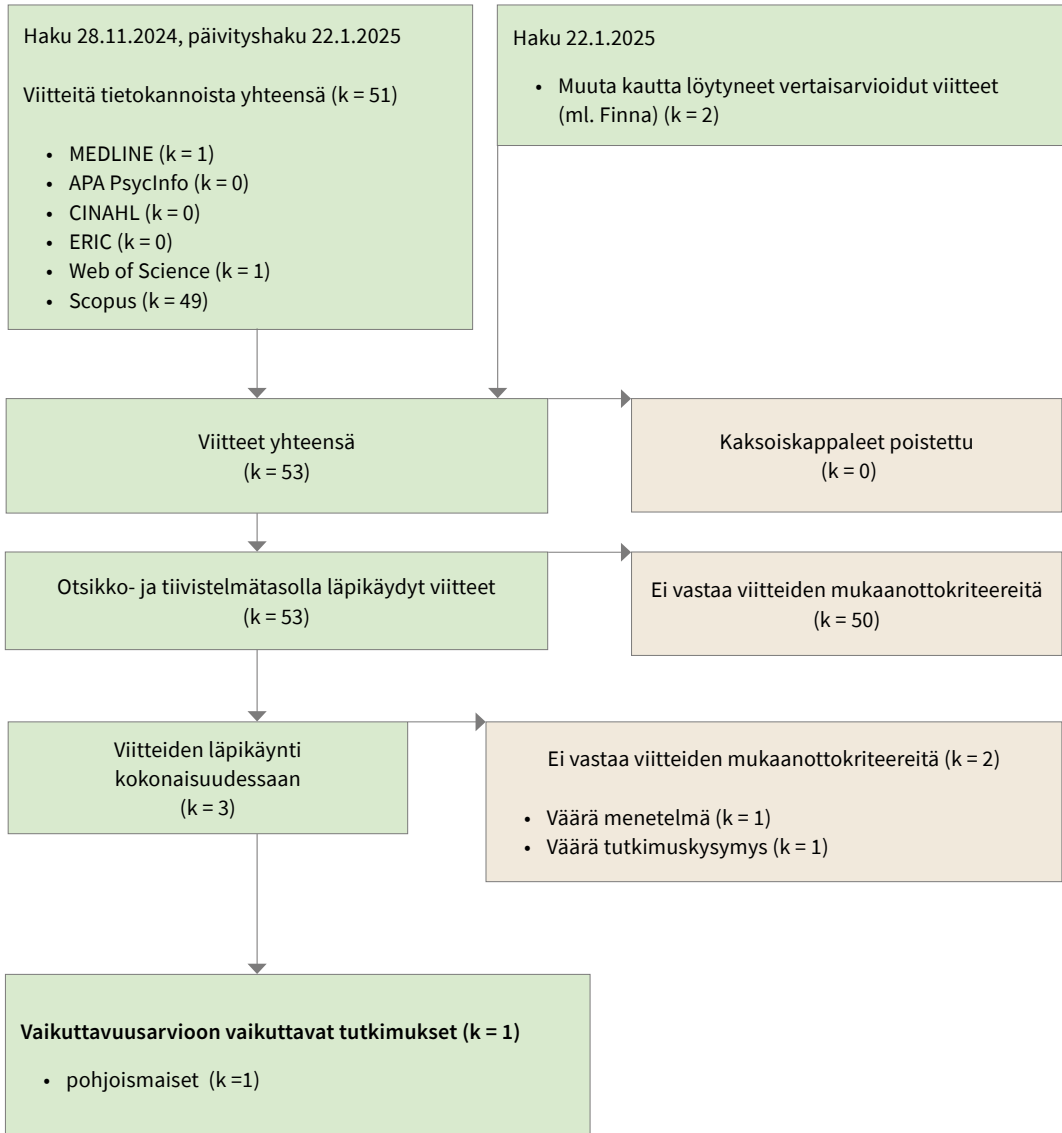 Haku 28.11.2024, päivityshaku 22.1.2025
Viitteitä tietokannoista yhteensä (k = 51)
• MEDLINE (k = 1)
• APA PsycInfo (k = 0)
• CINAHL (k = 0)
• ERIC (k = 0)
• Web of Science (k = 1)
• Scopus (k = 49)
Haku 22.1.2025
• Muuta kautta löytyneet vertaisarvioidut viitteet
(ml. Finna) (k = 2)
Viitteet yhteensä
(k = 53)
Kaksoiskappaleet poistettu
(k = 0)
Otsikko- ja tiivistelmätasolla läpikäydyt viitteet
(k = 53)
Ei vastaa viitteiden mukaanottokriteereitä
(k = 50)
Viitteiden läpikäynti
kokonaisuudessaan
(k = 3)
Ei vastaa viitteiden mukaanottokriteereitä (k = 2)
• Väärä menetelmä (k = 1)
• Väärä tutkimuskysymys (k = 1)
Vaikuttavuusarvioon vaikuttavat tutkimukset (k = 1)
• pohjoismaiset (k =1)